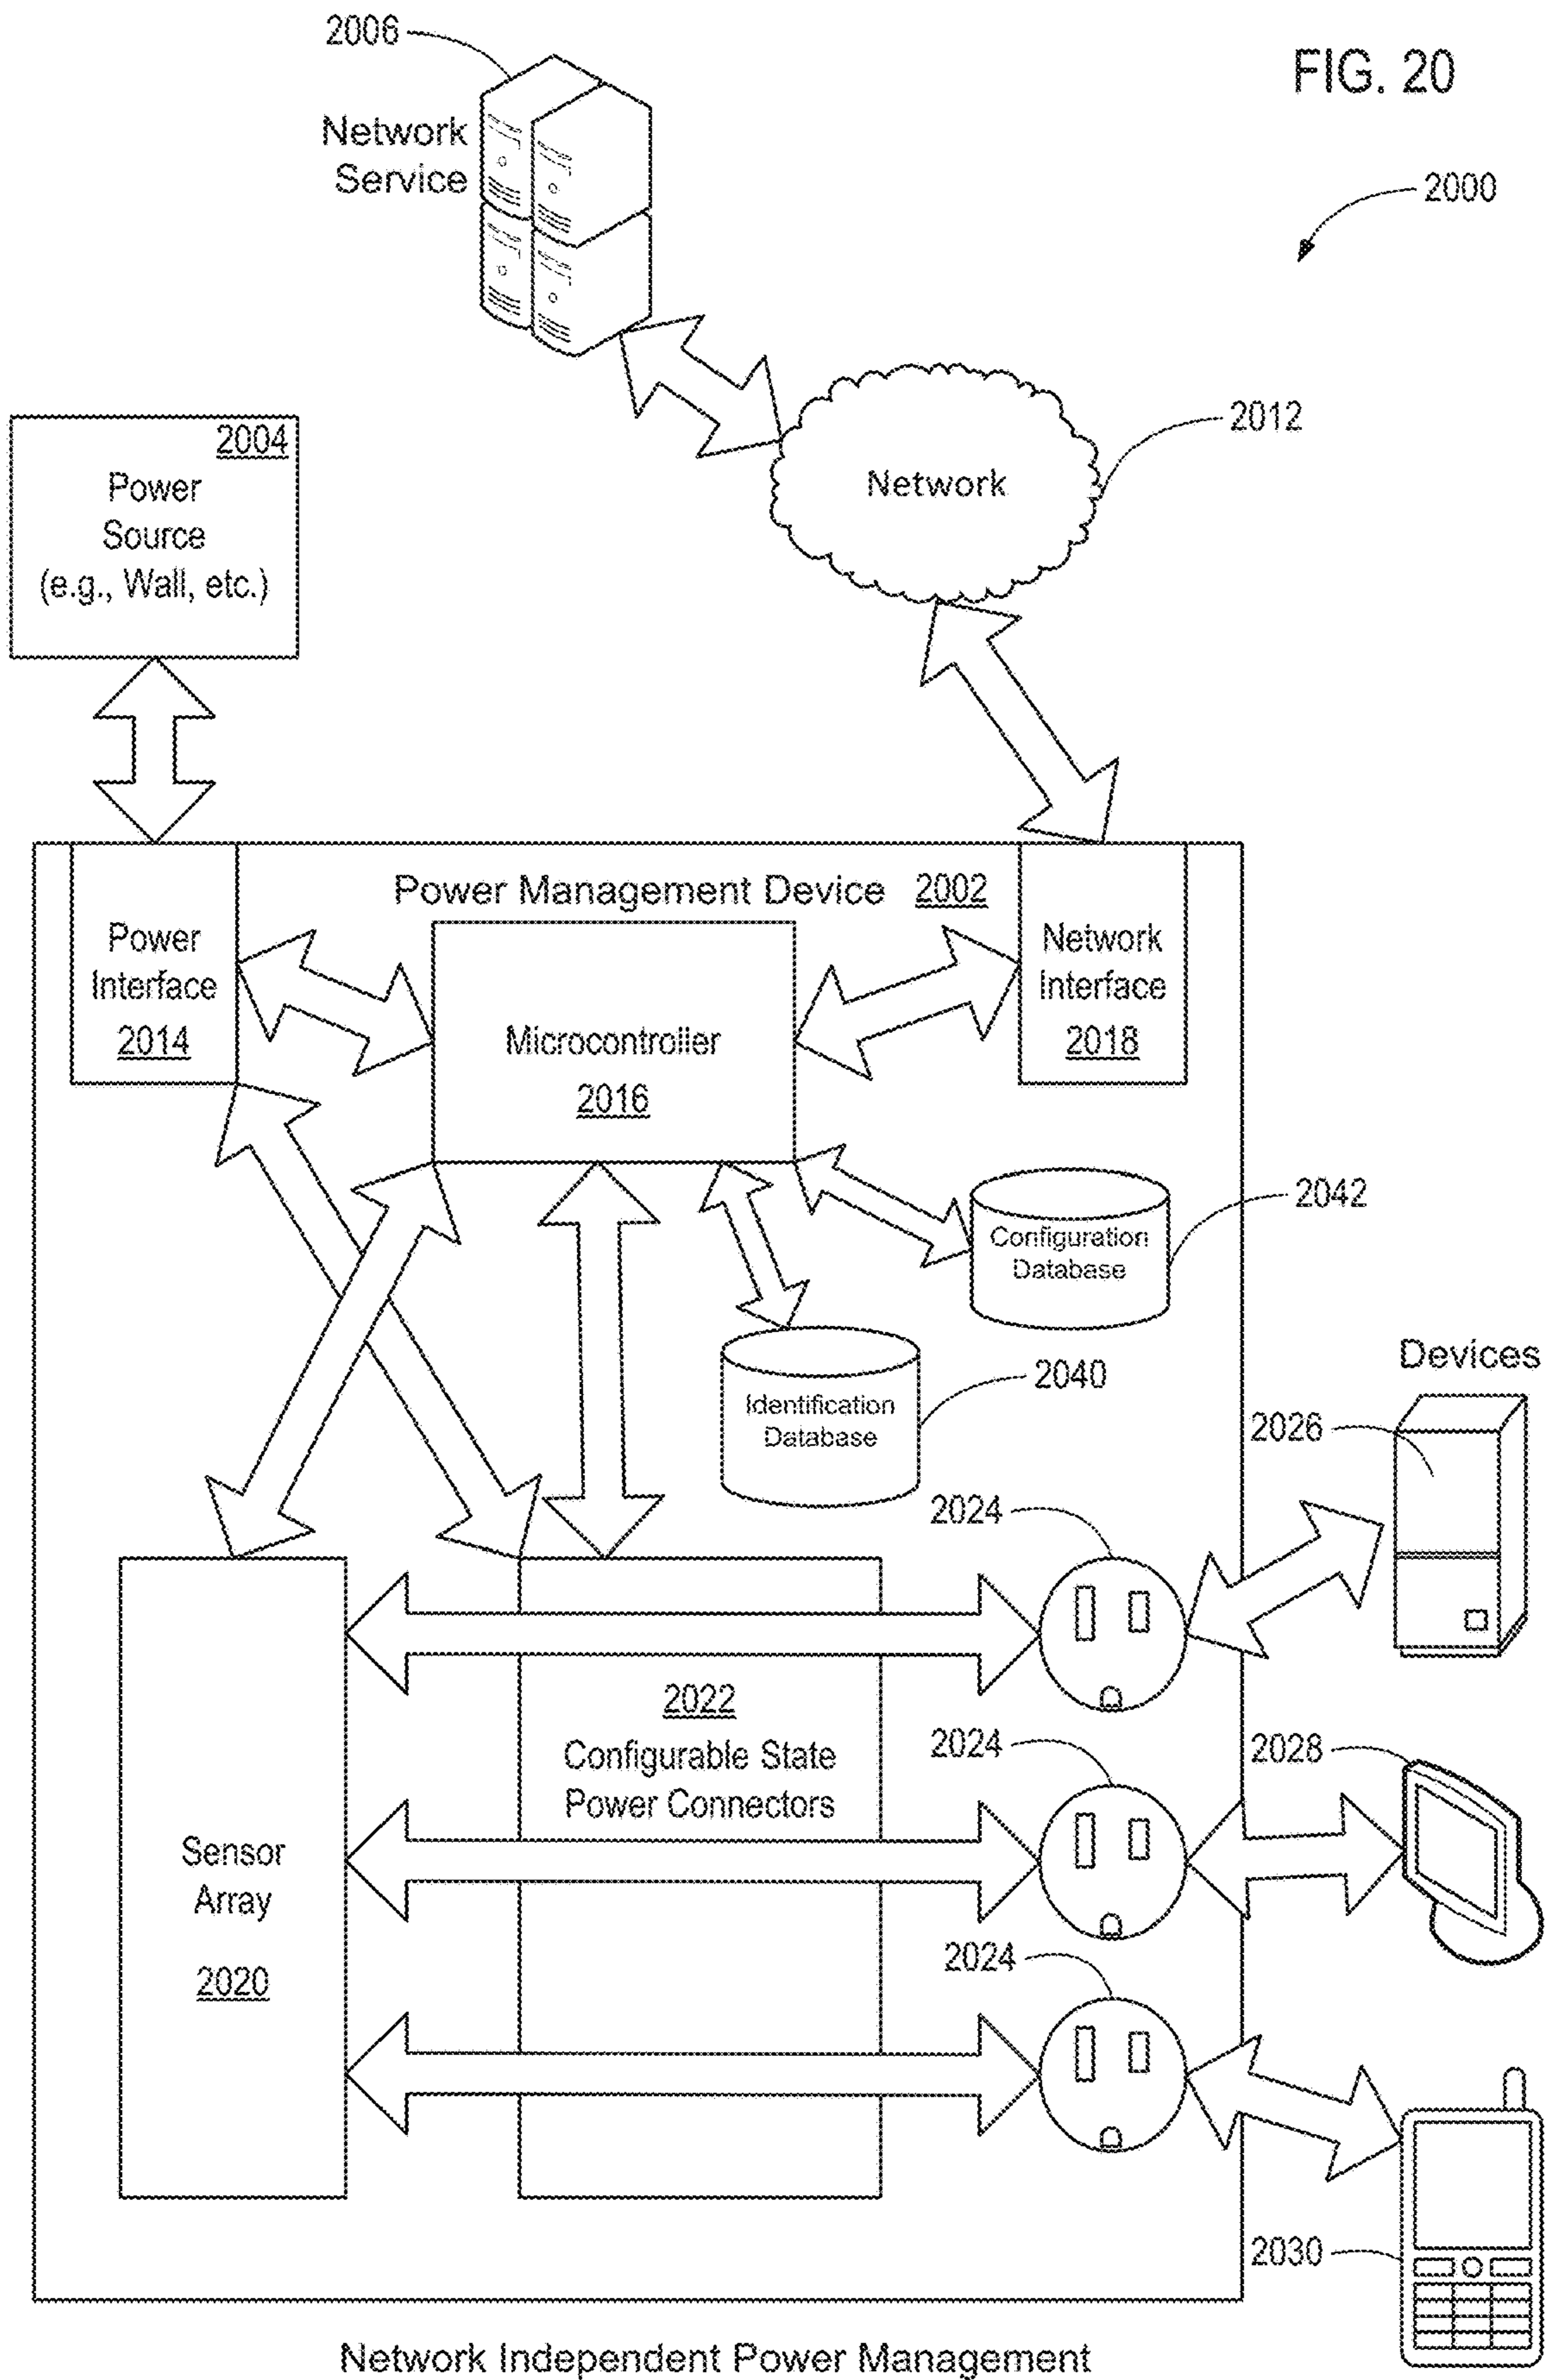 2006
FIG. 20
Network
Service
2000
2004
Power
Source
(e.g., Wall, etc.)
2012
Network
Power Management Device 2002
Power
Interface
2014
Microcontroller
2016
Network
Interface
2018
2042
Configuration
Database
2040
Identification
Database
Devices
2026
2024
2022
Configurable State
Power Connectors
2024
2028
Sensor
Array
2020
2024
2030
Network Independent Power Management